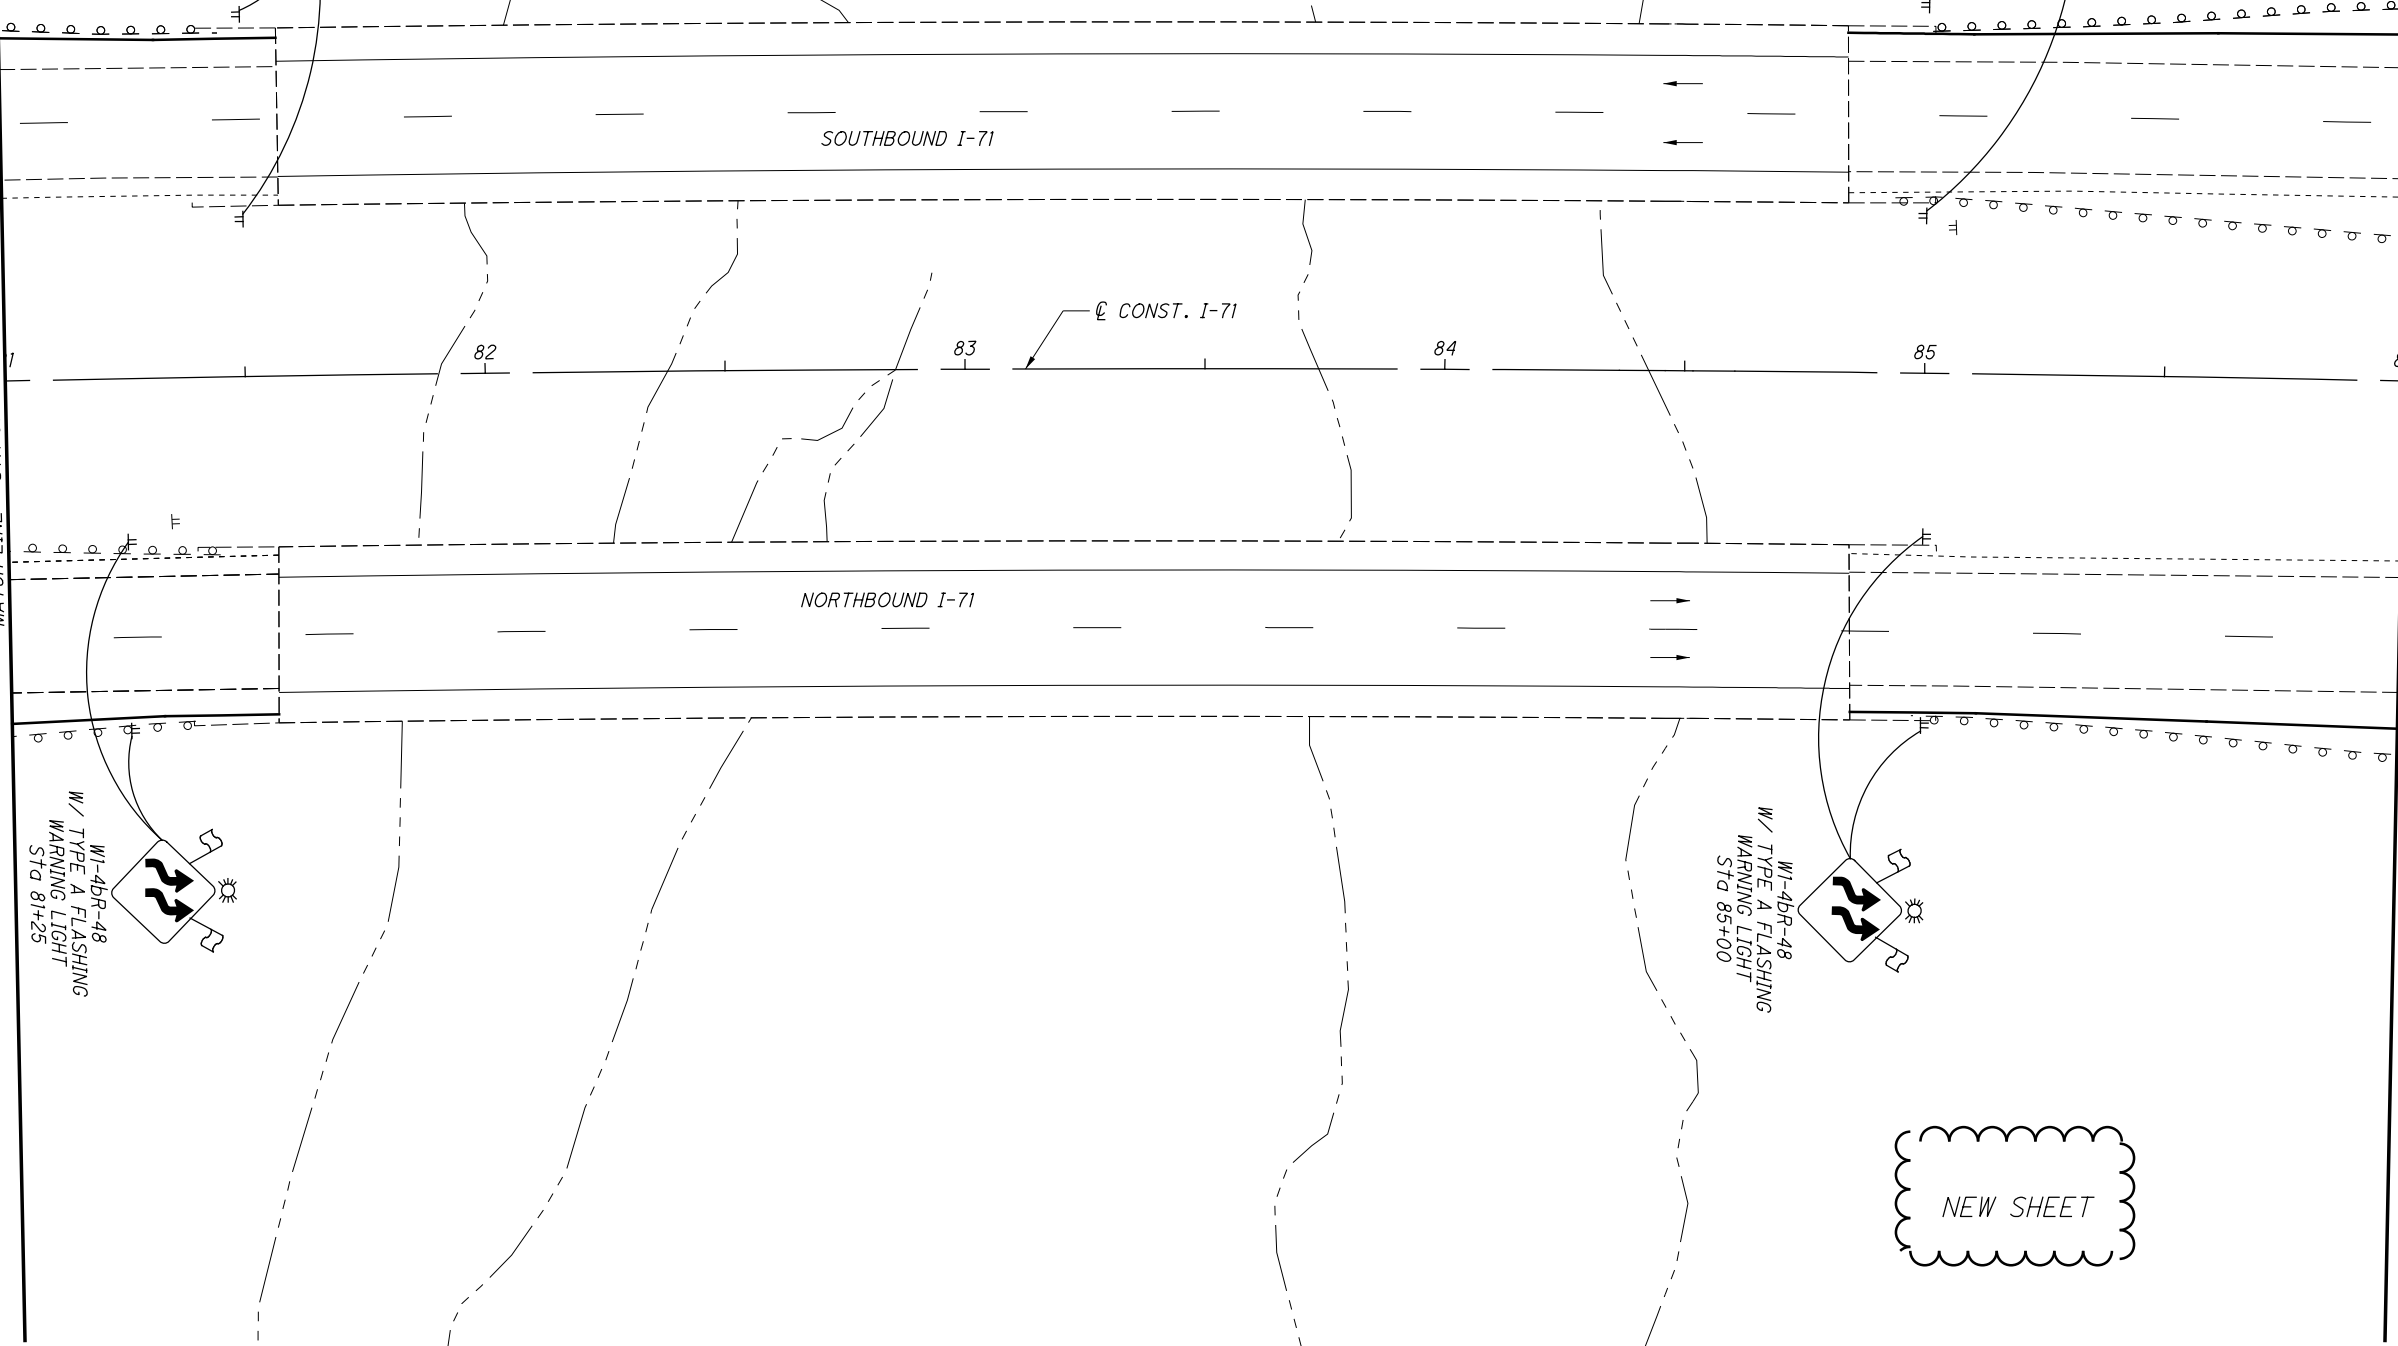 SOUTHBOUND I-71
℄ CONST. I-71
82
83
84
85
NORTHBOUND I-71
W1-4bR-48
W/ TYPE A FLASHING
WARNING LIGHT
Sta 81+25
W1-4bR-48
W/ TYPE A FLASHING
WARNING LIGHT
Sta 85+00
NEW SHEET